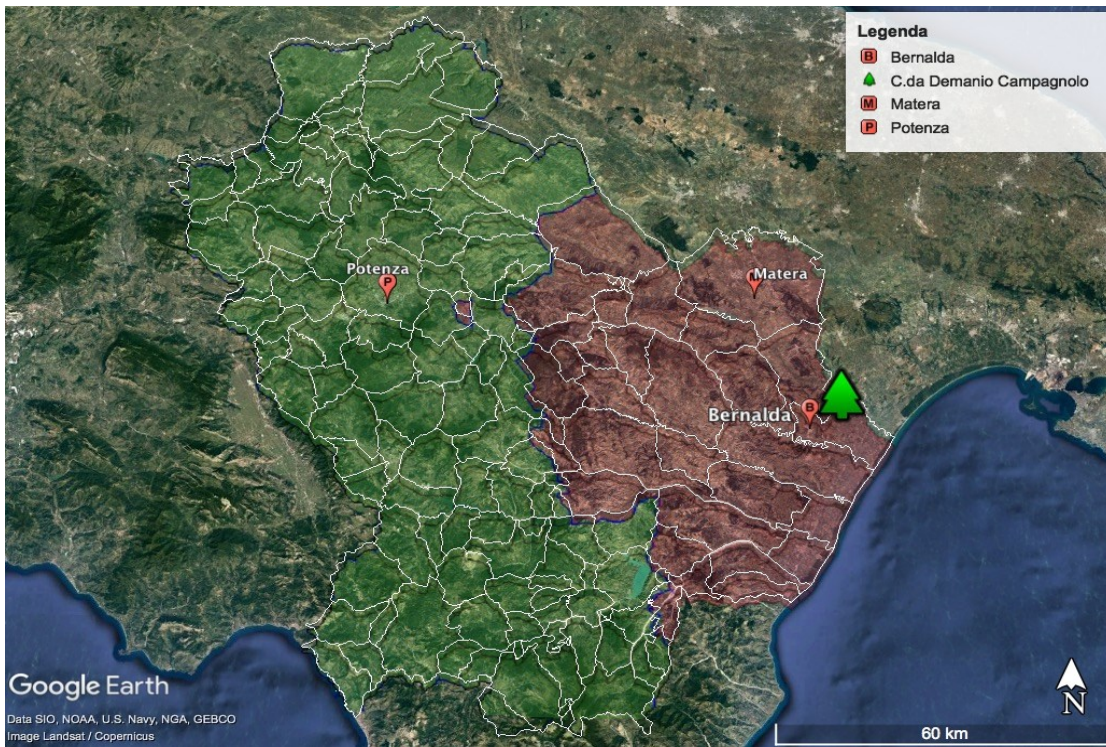 Legenda
B Bernalda
C.da Demanio Campagnolo
M Matera
P Potenza
Potenza
P
Matera
Bernalda
B
Google Earth
Data SIO, NOAA, U.S. Navy, NGA, GEBCO
Image Landsat / Copernicus
N
60 km